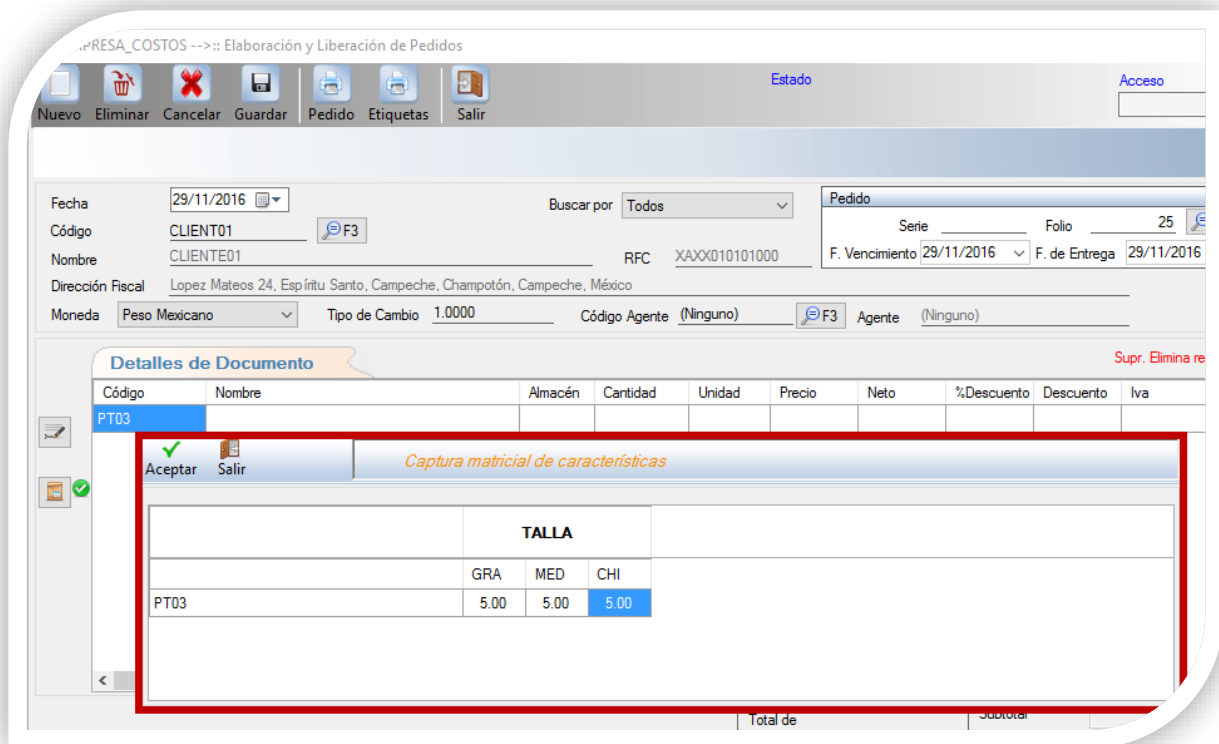 PRESA_COSTOS -->:: Elaboración y Liberación de Pedidos
Nuevo Eliminar Cancelar Guardar Pedido Etiquetas Salir Estado Acceso
Fecha 29/11/2016 Buscar por Todos Pedido
Código CLIENT01 F3 Serie Folio 25
Nombre CLIENTE01 RFC XAXX010101000 F. Vencimiento 29/11/2016 F. de Entrega 29/11/2016
Dirección Fiscal Lopez Mateos 24, Espíritu Santo, Campeche, Champotón, Campeche, México
Moneda Peso Mexicano Tipo de Cambio 1.0000 Código Agente (Ninguno) F3 Agente (Ninguno)
Detalles de Documento Supr. Elimina re
Código Nombre Almacén Cantidad Unidad Precio Neto %Descuento Descuento Iva
PT03
Aceptar Salir Captura matricial de características
TALLA
GRA MED CHI
PT03 5.00 5.00 5.00
Total de Subtotal